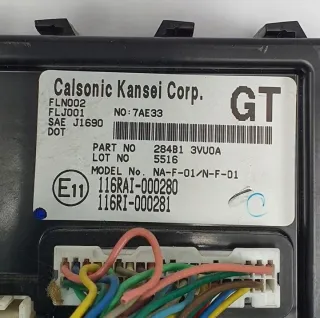 Calsonic Kansei Corp.
GT
FLN002
FLJ001 NO:7AE33
SAE J1690
DOT
PART NO 284B1 3VU0A
LOT NO 5516
MODEL No. NA-F-01/N-F-01
E11 116RAI-000280
116RI-000281